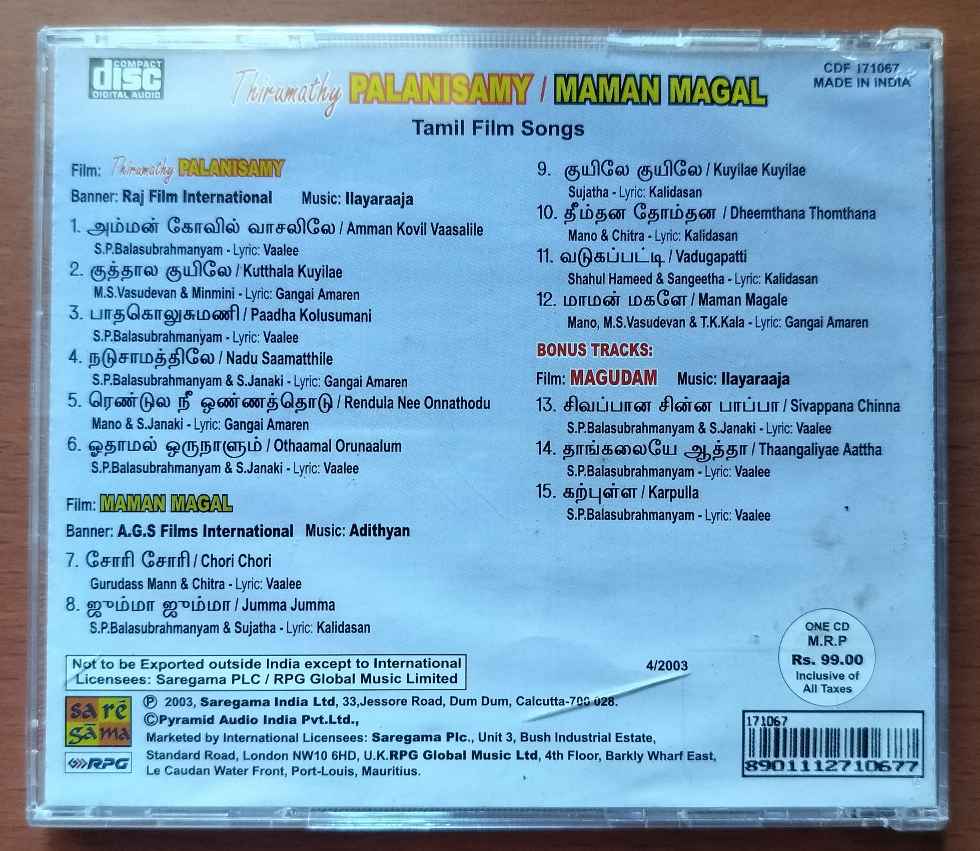 COMPACT
disc
DIGITAL AUDIO
Thirumathy PALANISAMY / MAMAN MAGAL
CDF 171067
MADE IN INDIA
Tamil Film Songs
Film: Thirumathy PALANISAMY
Banner: Raj Film International Music: Ilayaraaja
1. அம்மன் கோவில் வாசலிலே / Amman Kovil Vaasalile
S.P.Balasubrahmanyam - Lyric: Vaalee
2. குத்தால குயிலே / Kutthala Kuyilae
M.S.Vasudevan & Minmini - Lyric: Gangai Amaren
3. பாதகொலுசுமணி / Paadha Kolusumani
S.P.Balasubrahmanyam - Lyric: Vaalee
4. நடுசாமத்திலே / Nadu Saamatthile
S.P.Balasubrahmanyam & S.Janaki - Lyric: Gangai Amaren
5. ரெண்டுல நீ ஒண்ணத்தொடு / Rendula Nee Onnathodu
Mano & S.Janaki - Lyric: Gangai Amaren
6. ஓதாமல் ஒருநாளும் / Othaamal Orunaalum
S.P.Balasubrahmanyam & S.Janaki - Lyric: Vaalee
Film: MAMAN MAGAL
Banner: A.G.S Films International Music: Adithyan
7. சோரி சோரி / Chori Chori
Gurudass Mann & Chitra - Lyric: Vaalee
8. ஜும்மா ஜும்மா / Jumma Jumma
S.P.Balasubrahmanyam & Sujatha - Lyric: Kalidasan
9. குயிலே குயிலே / Kuyilae Kuyilae
Sujatha - Lyric: Kalidasan
10. தீம்தன தோம்தன / Dheemthana Thomthana
Mano & Chitra - Lyric: Kalidasan
11. வடுகப்பட்டி / Vadugapatti
Shahul Hameed & Sangeetha - Lyric: Kalidasan
12. மாமன் மகளே / Maman Magale
Mano, M.S.Vasudevan & T.K.Kala - Lyric: Gangai Amaren
BONUS TRACKS:
Film: MAGUDAM Music: Ilayaraaja
13. சிவப்பான சின்ன பாப்பா / Sivappana Chinna
S.P.Balasubrahmanyam & S.Janaki - Lyric: Vaalee
14. தாங்கலையே ஆத்தா / Thaangaliyae Aattha
S.P.Balasubrahmanyam - Lyric: Vaalee
15. கற்புள்ள / Karpulla
S.P.Balasubrahmanyam - Lyric: Vaalee
Not to be Exported outside India except to International
Licensees: Saregama PLC / RPG Global Music Limited
4/2003
ONE CD
M.R.P
Rs. 99.00
Inclusive of
All Taxes
sa rē
gā ma
RPG
℗ 2003, Saregama India Ltd, 33,Jessore Road, Dum Dum, Calcutta-700 028.
©Pyramid Audio India Pvt.Ltd.,
Marketed by International Licensees: Saregama Plc., Unit 3, Bush Industrial Estate,
Standard Road, London NW10 6HD, U.K.RPG Global Music Ltd, 4th Floor, Barkly Wharf East,
Le Caudan Water Front, Port-Louis, Mauritius.
171067
8901112710677